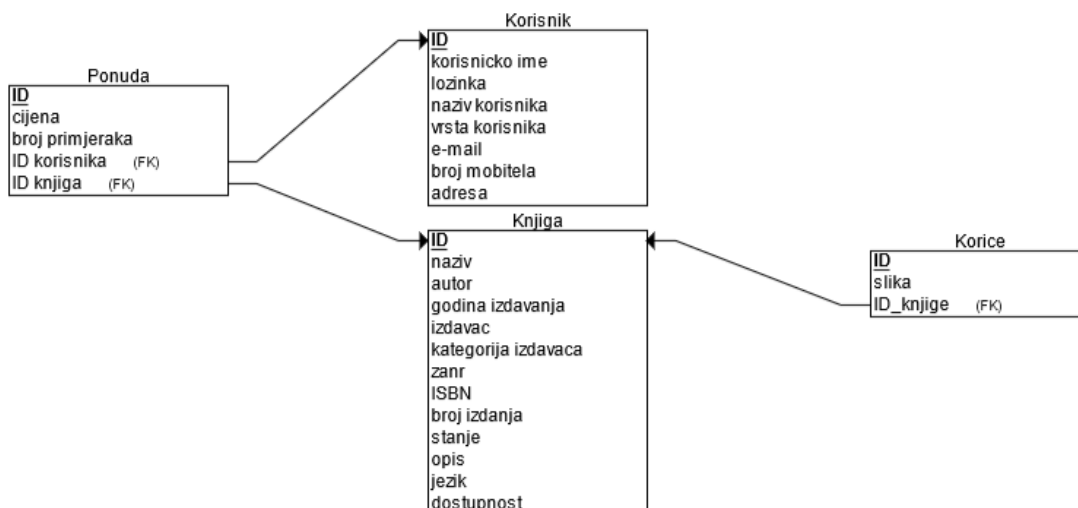 Ponuda
ID
cijena
broj primjeraka
ID korisnika (FK)
ID knjiga (FK)
Korisnik
ID
korisnicko ime
lozinka
naziv korisnika
vrsta korisnika
e-mail
broj mobitela
adresa
Knjiga
ID
naziv
autor
godina izdavanja
izdavac
kategorija izdavaca
zanr
ISBN
broj izdanja
stanje
opis
jezik
dostupnost
Korice
ID
slika
ID_knjige (FK)